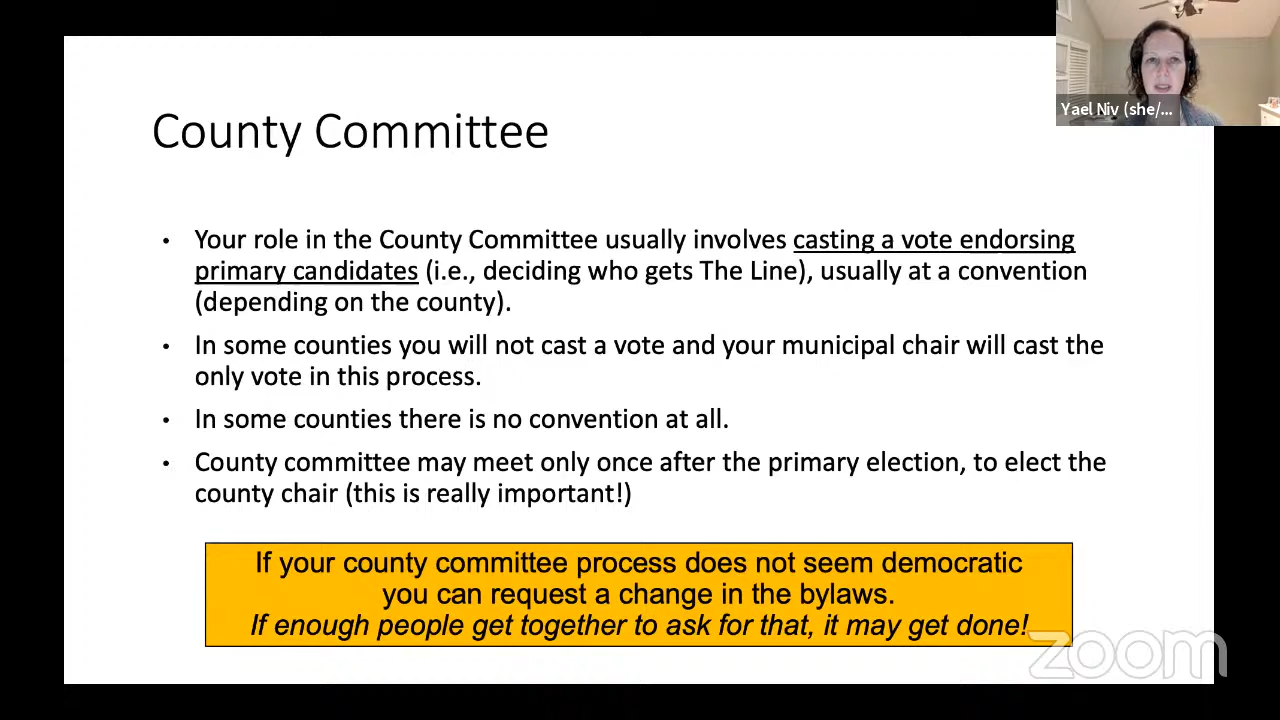 Yael Niv (she/...
County Committee
• Your role in the County Committee usually involves casting a vote endorsing
primary candidates (i.e., deciding who gets The Line), usually at a convention
(depending on the county).
• In some counties you will not cast a vote and your municipal chair will cast the
only vote in this process.
• In some counties there is no convention at all.
• County committee may meet only once after the primary election, to elect the
county chair (this is really important!)
If your county committee process does not seem democratic
you can request a change in the bylaws.
If enough people get together to ask for that, it may get done!
zoom